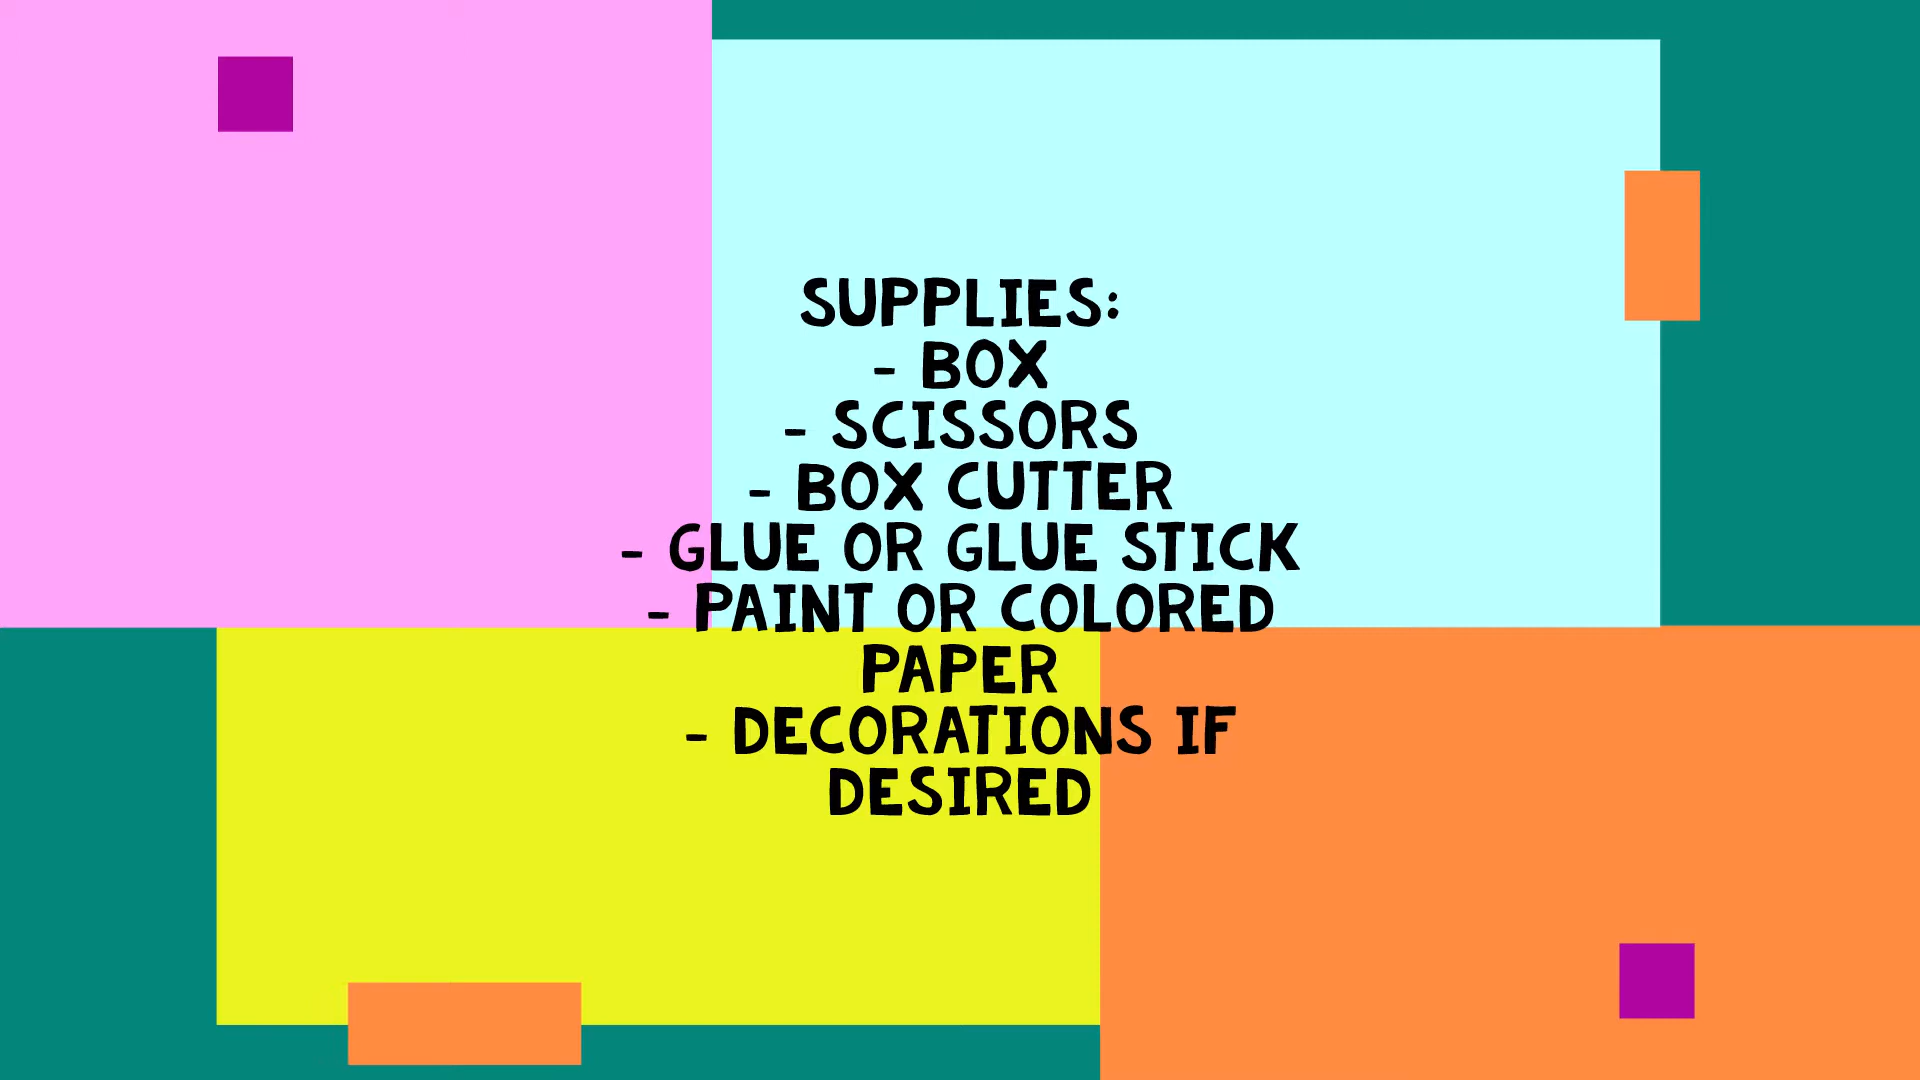 SUPPLIES:
- BOX
- SCISSORS
- BOX CUTTER
- GLUE OR GLUE STICK
- PAINT OR COLORED
PAPER
- DECORATIONS IF
DESIRED